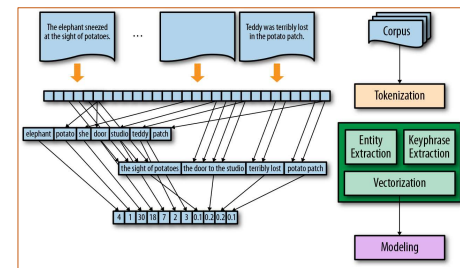 The elephant sneezed
at the sight of potatoes.
...
Teddy was terribly lost
in the potato patch.
Corpus
Tokenization
elephant potato she door studio teddy patch
the sight of potatoes the door to the studio terribly lost potato patch
4 1 30 18 7 2 3 0.1 0.2 0.2 0.1
Entity
Extraction
Keyphrase
Extraction
Vectorization
Modeling